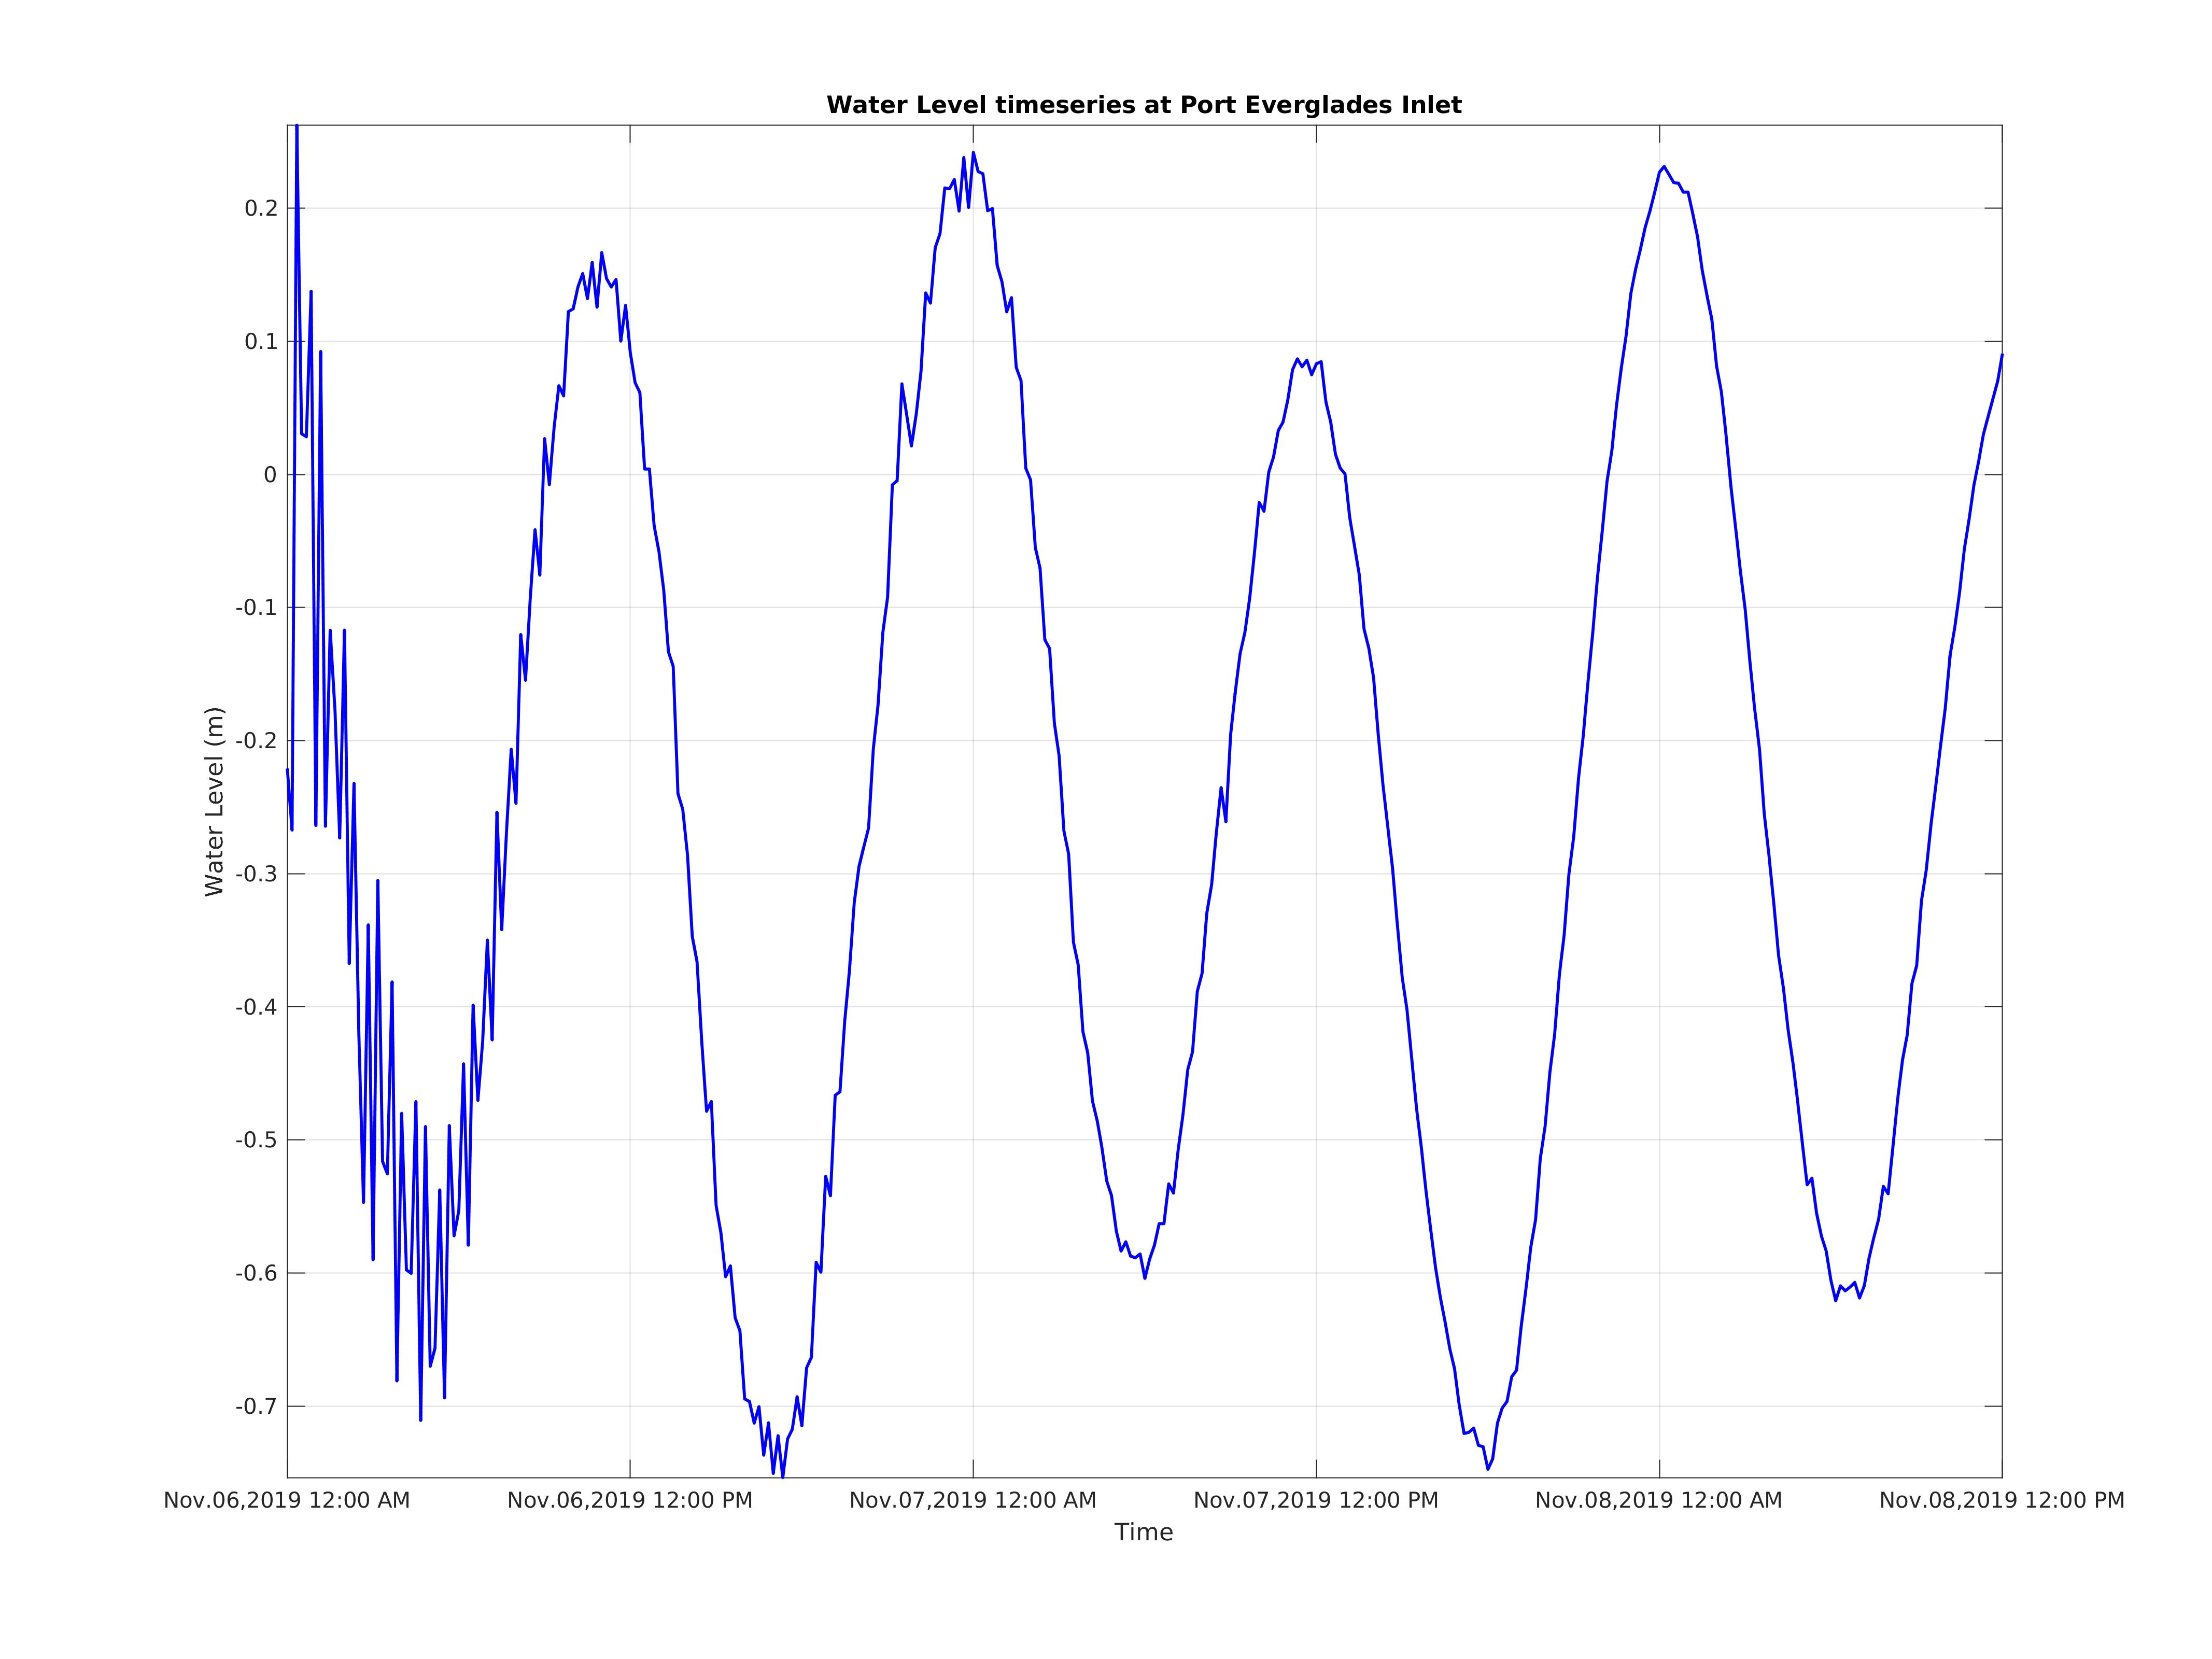 Water Level timeseries at Port Everglades Inlet
0.2
0.1
0
-0.1
-0.2
-0.3
-0.4
-0.5
-0.6
-0.7
Water Level (m)
Nov.06,2019 12:00 AM
Nov.06,2019 12:00 PM
Nov.07,2019 12:00 AM
Nov.07,2019 12:00 PM
Nov.08,2019 12:00 AM
Nov.08,2019 12:00 PM
Time